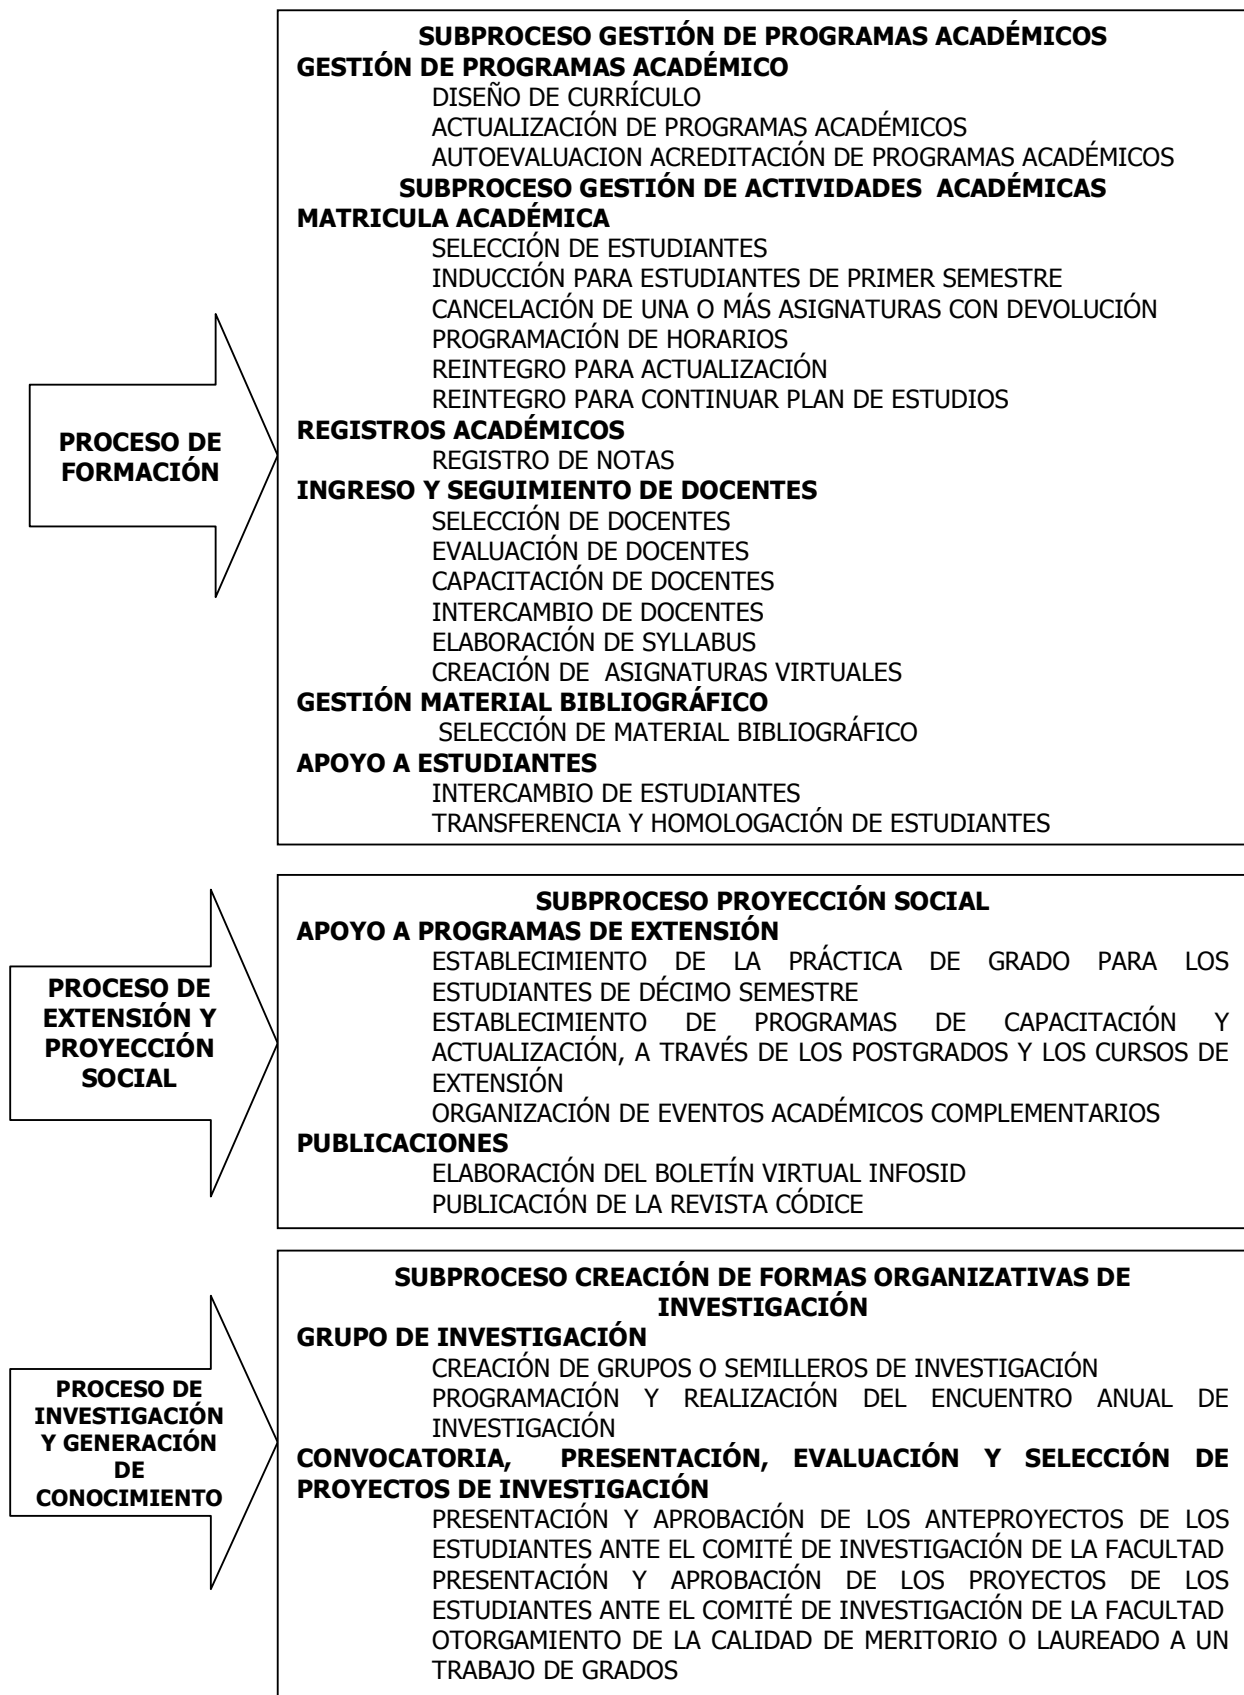 SUBPROCESO GESTIÓN DE PROGRAMAS ACADÉMICOS
GESTIÓN DE PROGRAMAS ACADÉMICO
DISEÑO DE CURRÍCULO
ACTUALIZACIÓN DE PROGRAMAS ACADÉMICOS
AUTOEVALUACION ACREDITACIÓN DE PROGRAMAS ACADÉMICOS
SUBPROCESO GESTIÓN DE ACTIVIDADES ACADÉMICAS
MATRICULA ACADÉMICA
SELECCIÓN DE ESTUDIANTES
INDUCCIÓN PARA ESTUDIANTES DE PRIMER SEMESTRE
CANCELACIÓN DE UNA O MÁS ASIGNATURAS CON DEVOLUCIÓN
PROGRAMACIÓN DE HORARIOS
REINTEGRO PARA ACTUALIZACIÓN
REINTEGRO PARA CONTINUAR PLAN DE ESTUDIOS
REGISTROS ACADÉMICOS
REGISTRO DE NOTAS
INGRESO Y SEGUIMIENTO DE DOCENTES
SELECCIÓN DE DOCENTES
EVALUACIÓN DE DOCENTES
CAPACITACIÓN DE DOCENTES
INTERCAMBIO DE DOCENTES
ELABORACIÓN DE SYLLABUS
CREACIÓN DE ASIGNATURAS VIRTUALES
GESTIÓN MATERIAL BIBLIOGRÁFICO
SELECCIÓN DE MATERIAL BIBLIOGRÁFICO
APOYO A ESTUDIANTES
INTERCAMBIO DE ESTUDIANTES
TRANSFERENCIA Y HOMOLOGACIÓN DE ESTUDIANTES
PROCESO DE
FORMACIÓN
SUBPROCESO PROYECCIÓN SOCIAL
APOYO A PROGRAMAS DE EXTENSIÓN
ESTABLECIMIENTO DE LA PRÁCTICA DE GRADO PARA LOS
ESTUDIANTES DE DÉCIMO SEMESTRE
ESTABLECIMIENTO DE PROGRAMAS DE CAPACITACIÓN Y
ACTUALIZACIÓN, A TRAVÉS DE LOS POSTGRADOS Y LOS CURSOS DE
EXTENSIÓN
ORGANIZACIÓN DE EVENTOS ACADÉMICOS COMPLEMENTARIOS
PUBLICACIONES
ELABORACIÓN DEL BOLETÍN VIRTUAL INFOSID
PUBLICACIÓN DE LA REVISTA CÓDICE
PROCESO DE
EXTENSIÓN Y
PROYECCIÓN
SOCIAL
SUBPROCESO CREACIÓN DE FORMAS ORGANIZATIVAS DE
INVESTIGACIÓN
GRUPO DE INVESTIGACIÓN
CREACIÓN DE GRUPOS O SEMILLEROS DE INVESTIGACIÓN
PROGRAMACIÓN Y REALIZACIÓN DEL ENCUENTRO ANUAL DE
INVESTIGACIÓN
CONVOCATORIA, PRESENTACIÓN, EVALUACIÓN Y SELECCIÓN DE
PROYECTOS DE INVESTIGACIÓN
PRESENTACIÓN Y APROBACIÓN DE LOS ANTEPROYECTOS DE LOS
ESTUDIANTES ANTE EL COMITÉ DE INVESTIGACIÓN DE LA FACULTAD
PRESENTACIÓN Y APROBACIÓN DE LOS PROYECTOS DE LOS
ESTUDIANTES ANTE EL COMITÉ DE INVESTIGACIÓN DE LA FACULTAD
OTORGAMIENTO DE LA CALIDAD DE MERITORIO O LAUREADO A UN
TRABAJO DE GRADOS
PROCESO DE
INVESTIGACIÓN
Y GENERACIÓN
DE
CONOCIMIENTO